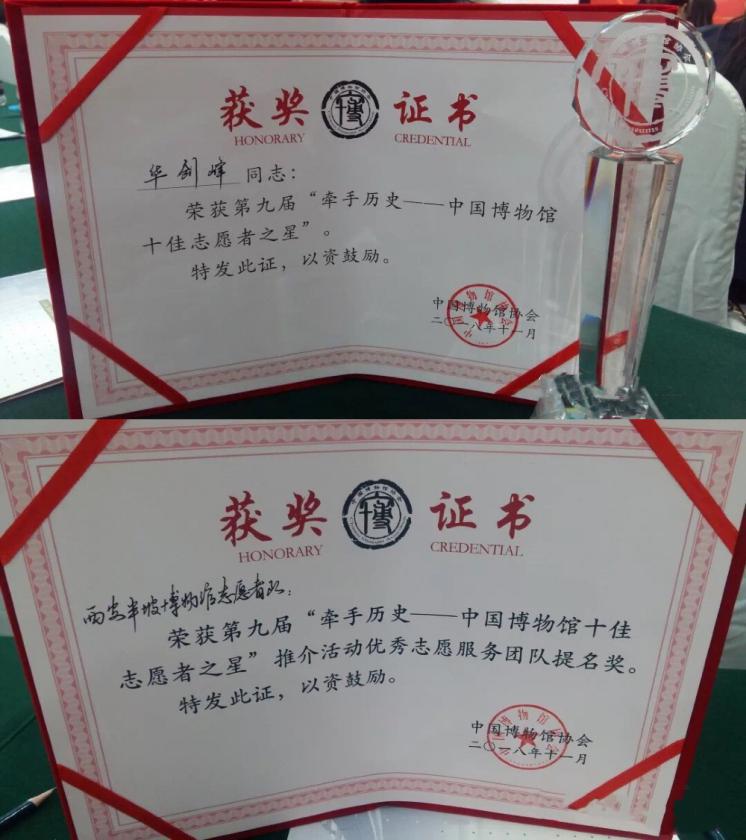 获奖 證书
HONORARY CREDENTIAL
华剑峰 同志：
荣获第九届“牵手历史——中国博物馆
十佳志愿者之星”。
特发此证，以资鼓励。
中国博物馆协会
二〇一八年十一月
获奖 证书
HONORARY CREDENTIAL
西安半坡博物馆志愿者队：
荣获第九届“牵手历史——中国博物馆十佳
志愿者之星”推介活动优秀志愿服务团队提名奖。
特发此证，以资鼓励。
中国博物馆协会
二〇一八年十一月